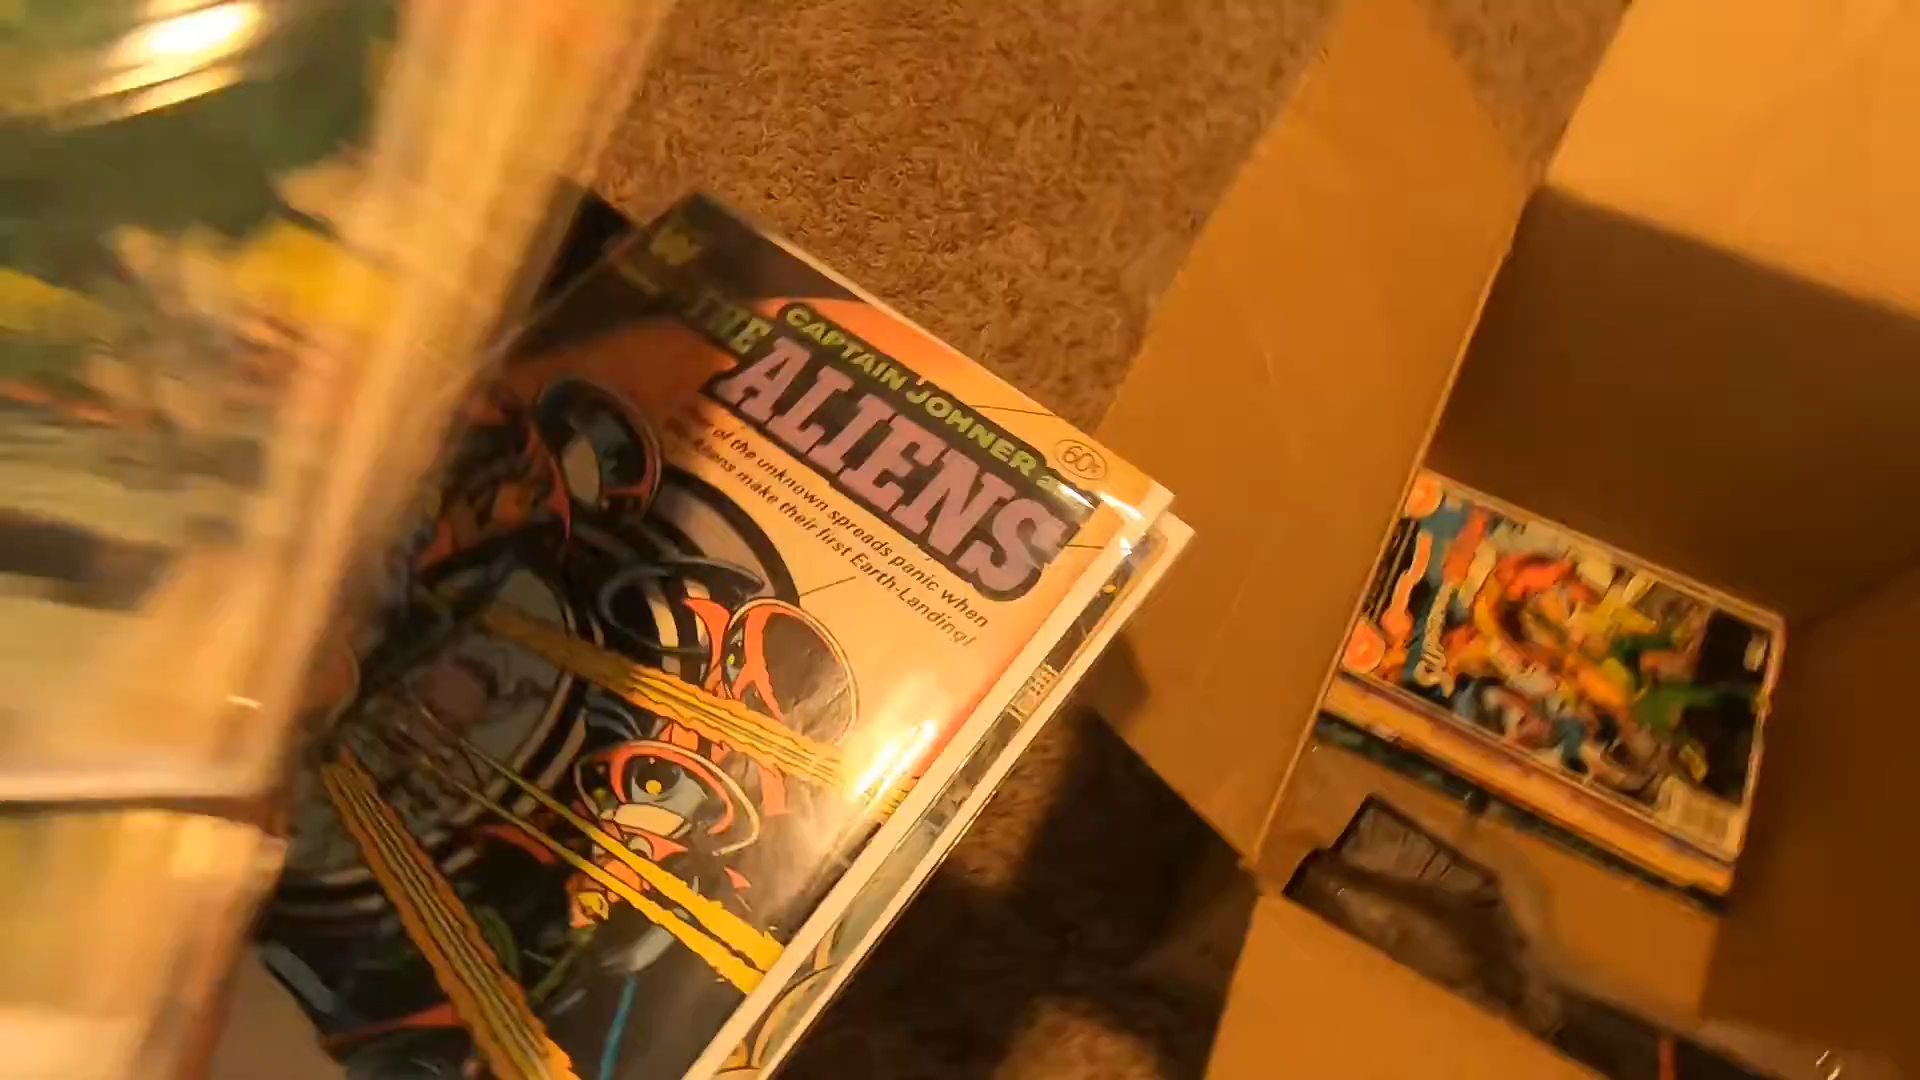 W
CAPTAIN JOHNER
THE
ALIENS
60¢
of the unknown spreads panic when
Aliens make their first Earth-Landing!